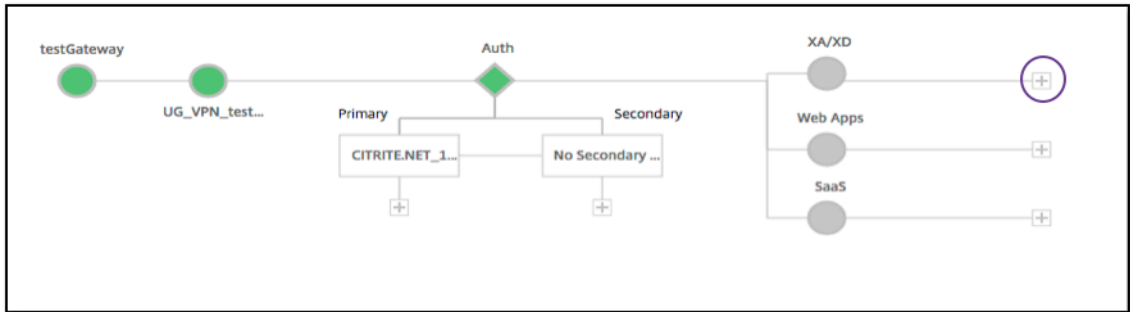 testGateway
Auth
XA/XD
UG_VPN_test...
Primary
Secondary
Web Apps
CITRITE.NET_1...
No Secondary ...
SaaS